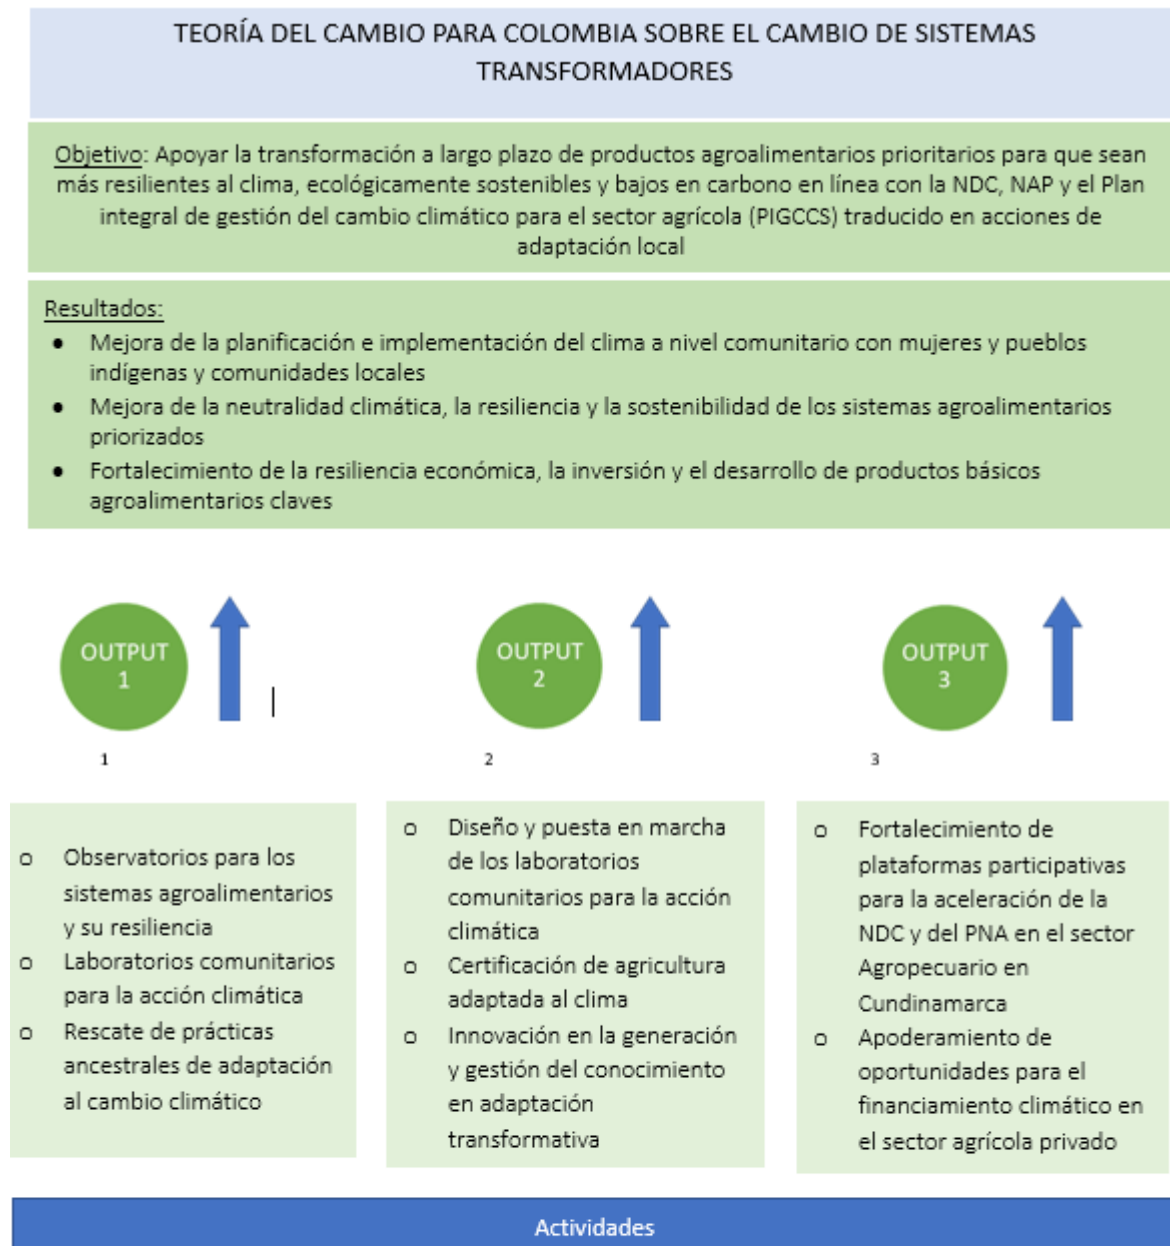 TEORÍA DEL CAMBIO PARA COLOMBIA SOBRE EL CAMBIO DE SISTEMAS
TRANSFORMADORES
Objetivo: Apoyar la transformación a largo plazo de productos agroalimentarios prioritarios para que sean
más resilientes al clima, ecológicamente sostenibles y bajos en carbono en línea con la NDC, NAP y el Plan
integral de gestión del cambio climático para el sector agrícola (PIGCCS) traducido en acciones de
adaptación local
Resultados:
● Mejora de la planificación e implementación del clima a nivel comunitario con mujeres y pueblos
indígenas y comunidades locales
● Mejora de la neutralidad climática, la resiliencia y la sostenibilidad de los sistemas agroalimentarios
priorizados
● Fortalecimiento de la resiliencia económica, la inversión y el desarrollo de productos básicos
agroalimentarios claves
OUTPUT
1
OUTPUT
2
OUTPUT
3
1
2
3
o Observatorios para los
sistemas agroalimentarios
y su resiliencia
o Laboratorios comunitarios
para la acción climática
o Rescate de prácticas
ancestrales de adaptación
al cambio climático
o Diseño y puesta en marcha
de los laboratorios
comunitarios para la acción
climática
o Certificación de agricultura
adaptada al clima
o Innovación en la generación
y gestión del conocimiento
en adaptación
transformativa
o Fortalecimiento de
plataformas participativas
para la aceleración de la
NDC y del PNA en el sector
Agropecuario en
Cundinamarca
o Apoderamiento de
oportunidades para el
financiamiento climático en
el sector agrícola privado
Actividades